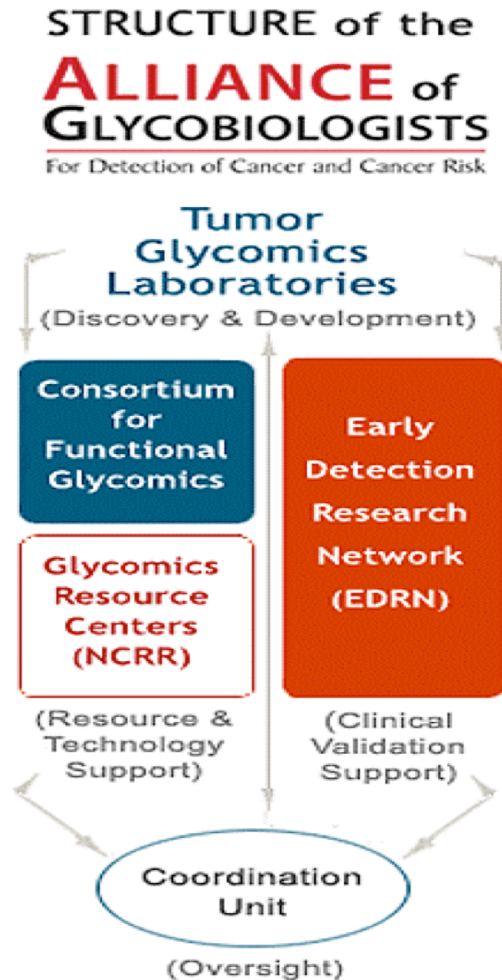 STRUCTURE of the
ALLIANCE of
GLYCOBIOLOGISTS
For Detection of Cancer and Cancer Risk
Tumor
Glycomics
Laboratories
(Discovery & Development)
Consortium
for
Functional
Glycomics
Glycomics
Resource
Centers
(NCRR)
(Resource &
Technology
Support)
Early
Detection
Research
Network
(EDRN)
(Clinical
Validation
Support)
Coordination
Unit
(Oversight)